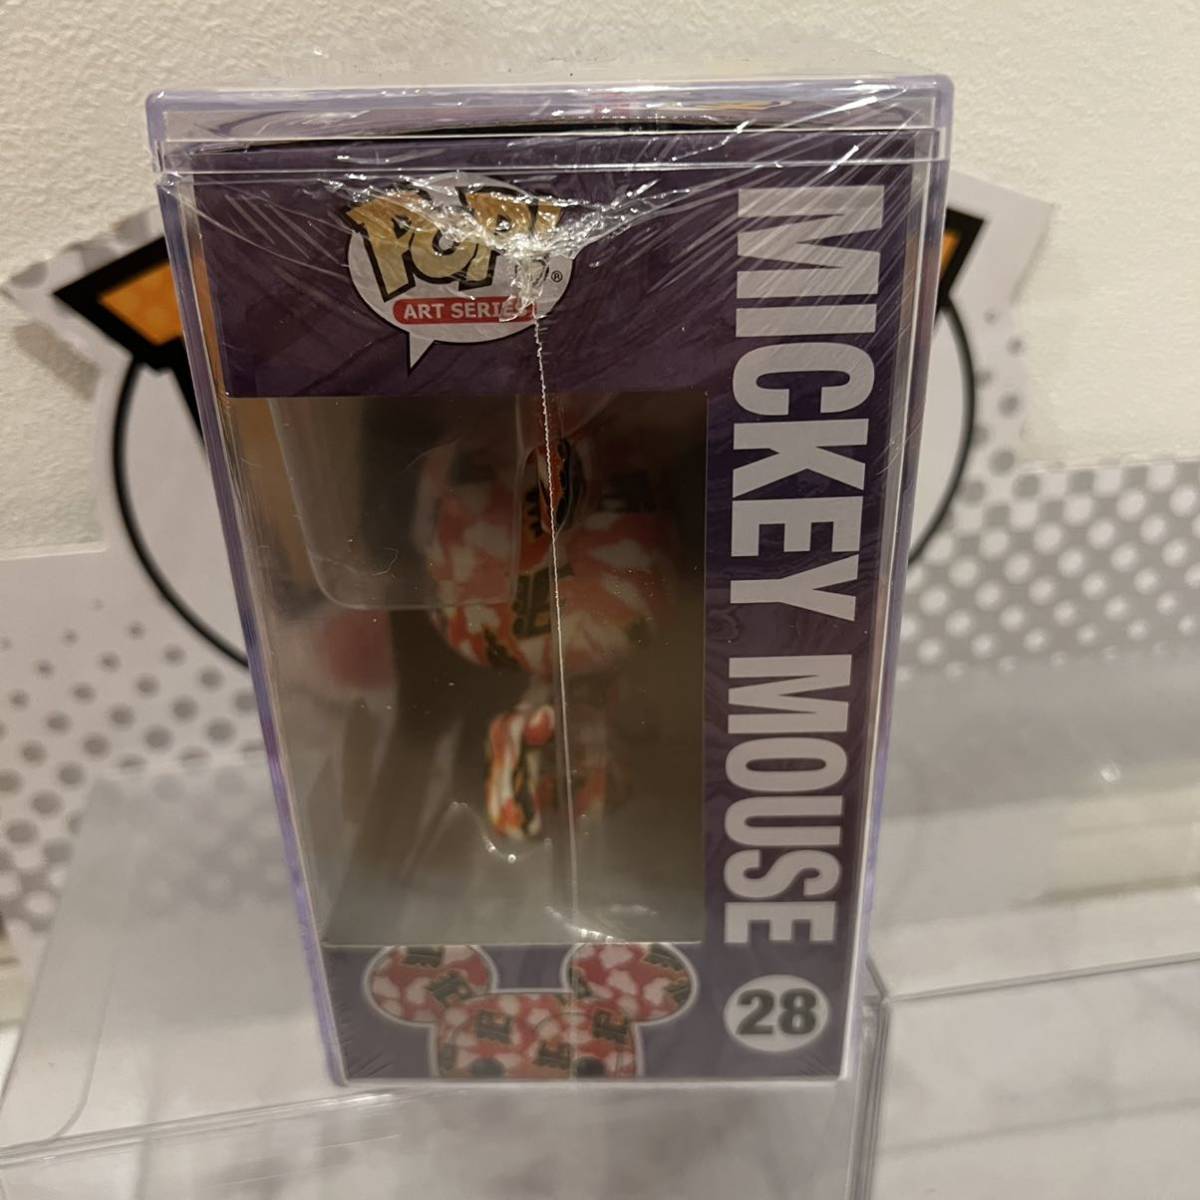 POP!
®
ART SERIES
MICKEY MOUSE
28